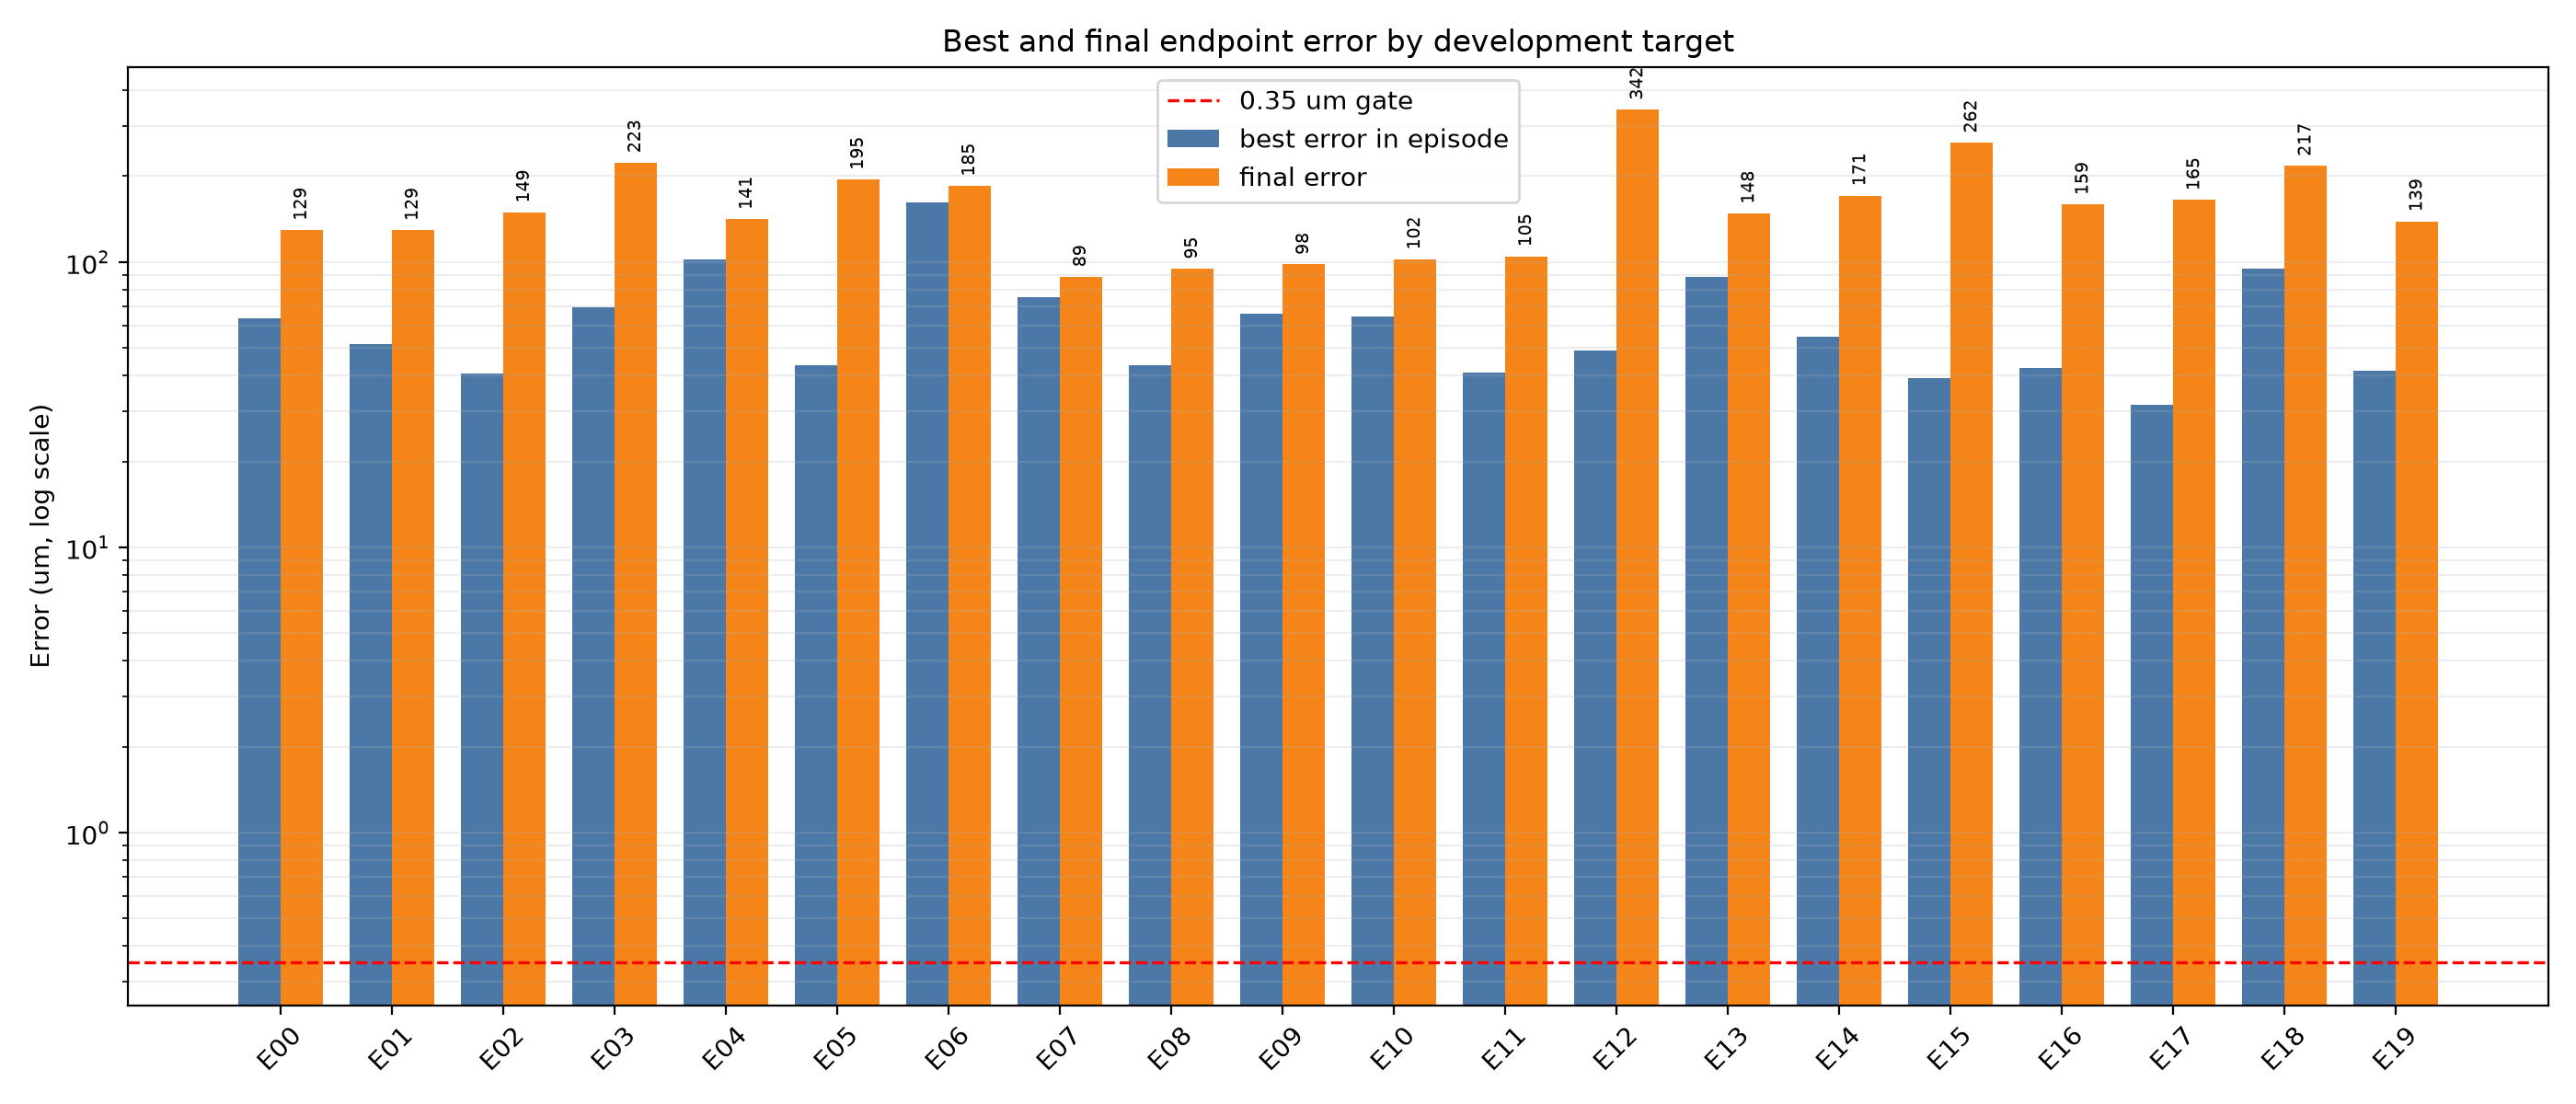 Best and final endpoint error by development target
0.35 um gate
best error in episode
final error
Error (um, log scale)
10²
10¹
10⁰
129
129
149
223
141
195
185
89
95
98
102
105
342
148
171
262
159
165
217
139
E00
E01
E02
E03
E04
E05
E06
E07
E08
E09
E10
E11
E12
E13
E14
E15
E16
E17
E18
E19